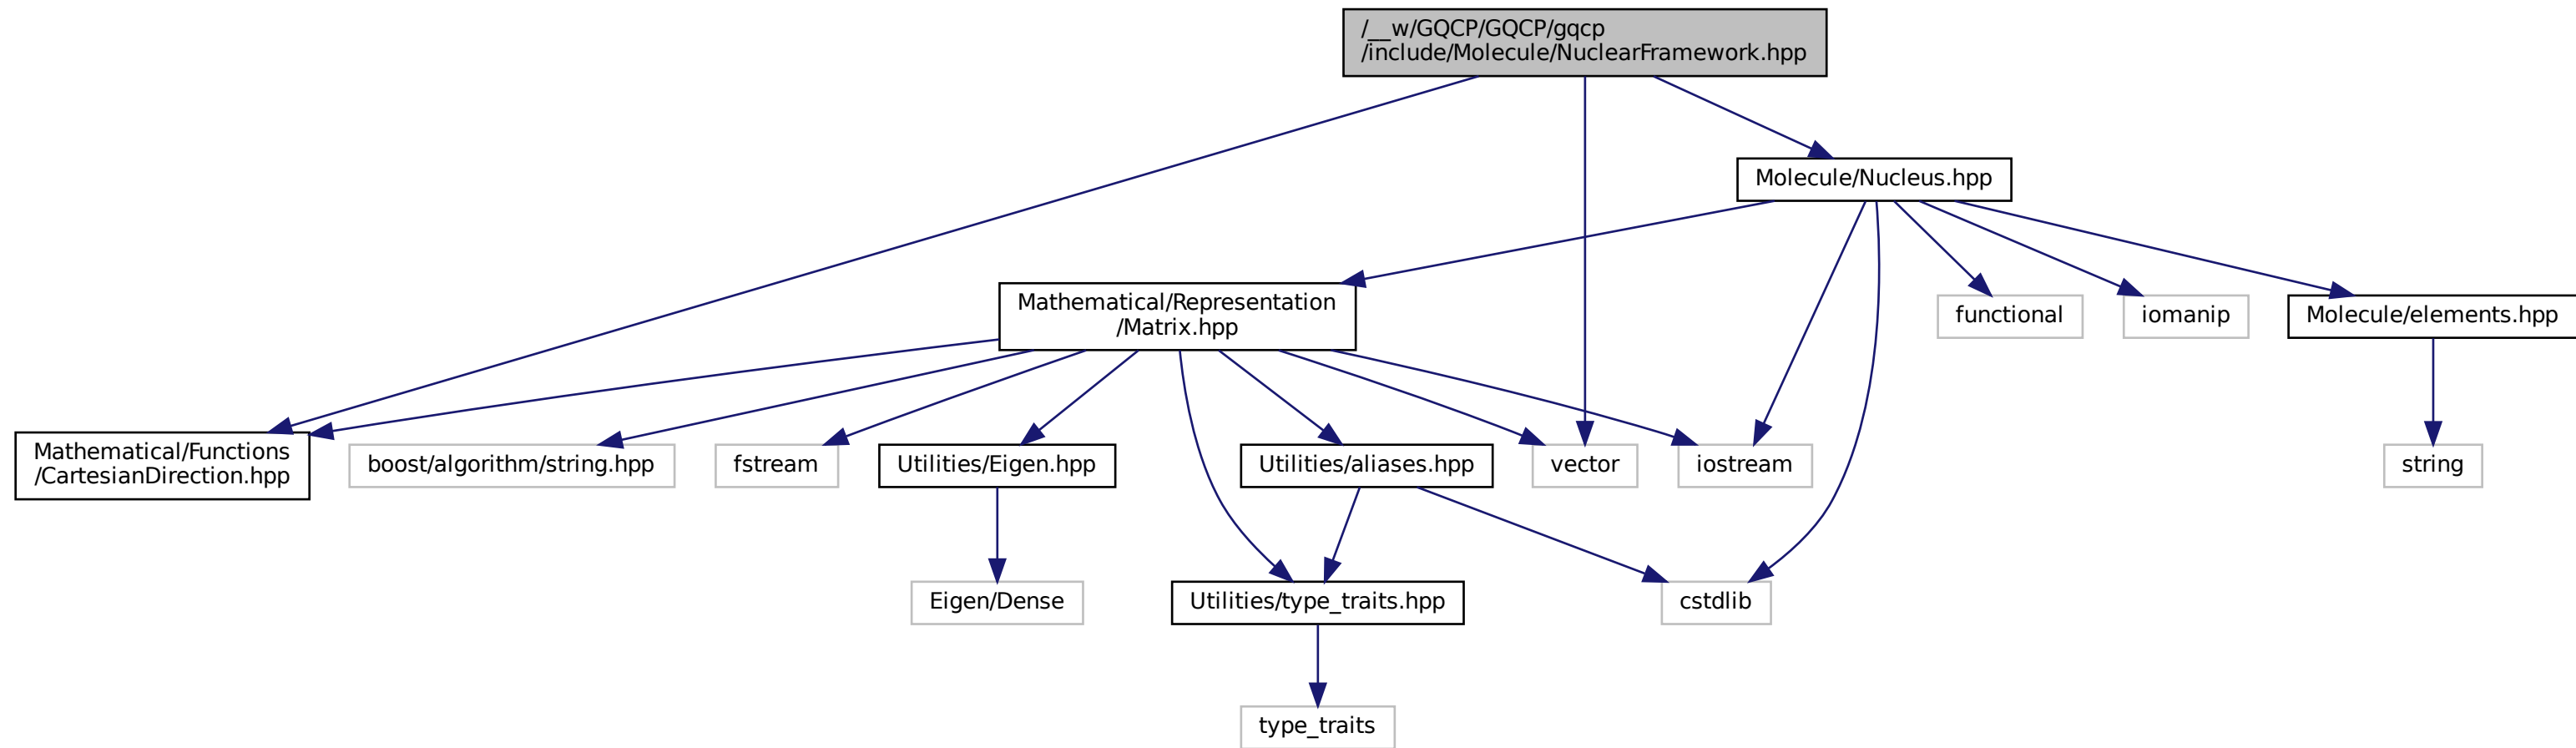 /__w/GQCP/GQCP/gqcp
/include/Molecule/NuclearFramework.hpp
Molecule/Nucleus.hpp
Mathematical/Representation
/Matrix.hpp
functional
iomanip
Molecule/elements.hpp
Mathematical/Functions
/CartesianDirection.hpp
boost/algorithm/string.hpp
fstream
Utilities/Eigen.hpp
Utilities/aliases.hpp
vector
iostream
string
Eigen/Dense
Utilities/type_traits.hpp
cstdlib
type_traits